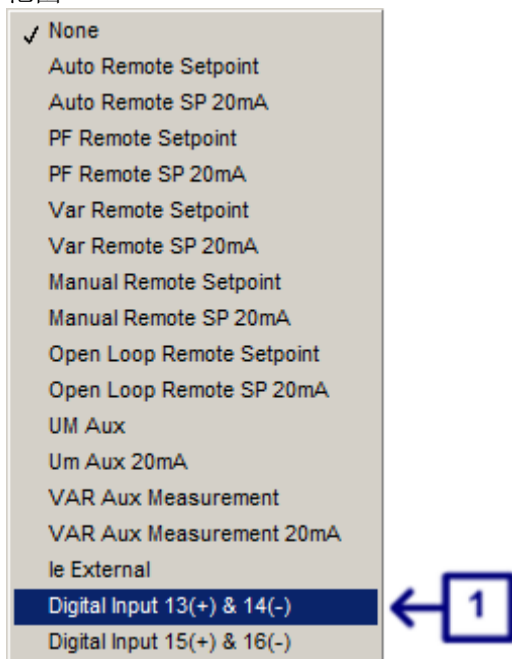 None
Auto Remote Setpoint
Auto Remote SP 20mA
PF Remote Setpoint
PF Remote SP 20mA
Var Remote Setpoint
Var Remote SP 20mA
Manual Remote Setpoint
Manual Remote SP 20mA
Open Loop Remote Setpoint
Open Loop Remote SP 20mA
UM Aux
Um Aux 20mA
VAR Aux Measurement
VAR Aux Measurement 20mA
Ie External
Digital Input 13(+) & 14(-)
1
Digital Input 15(+) & 16(-)